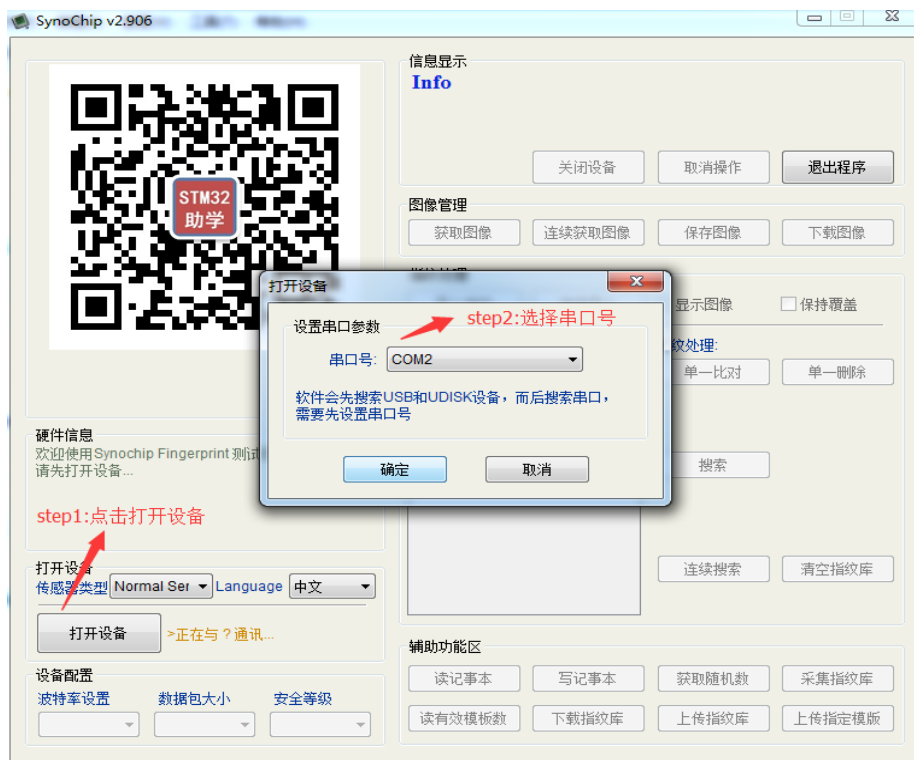 SynoChip v2.906
STM32
助学
信息显示
Info
关闭设备
取消操作
退出程序
图像管理
获取图像
连续获取图像
保存图像
下载图像
显示图像
保持覆盖
纹处理:
单一比对
单一删除
搜索
连续搜索
清空指纹库
打开设备
设置串口参数
step2:选择串口号
串口号:
COM2
软件会先搜索USB和UDISK设备，而后搜索串口，
需要先设置串口号
确定
取消
硬件信息
欢迎使用Synochip Fingerprint 测试
请先打开设备...
step1:点击打开设备
打开设备
传感器类型 Normal Ser Language 中文
打开设备
>正在与 ? 通讯...
设备配置
波特率设置
数据包大小
安全等级
辅助功能区
读记事本
写记事本
获取随机数
采集指纹库
读有效模板数
下载指纹库
上传指纹库
上传指定模版